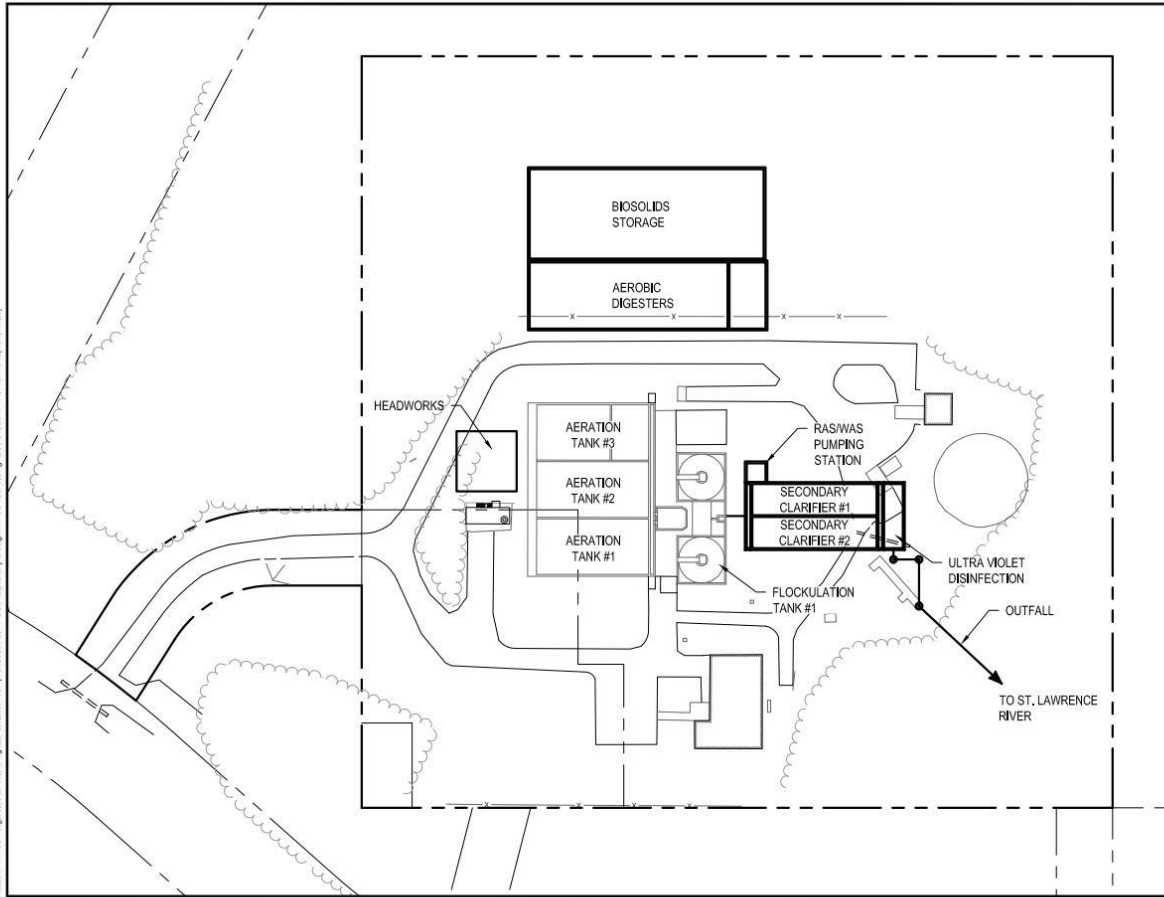 BIOSOLIDS
STORAGE
AEROBIC
DIGESTERS
HEADWORKS
AERATION
TANK #3
RAS/WAS
PUMPING
STATION
AERATION
TANK #2
SECONDARY
CLARIFIER #1
SECONDARY
CLARIFIER #2
AERATION
TANK #1
ULTRA VIOLET
DISINFECTION
FLOCKULATION
TANK #1
OUTFALL
TO ST. LAWRENCE
RIVER